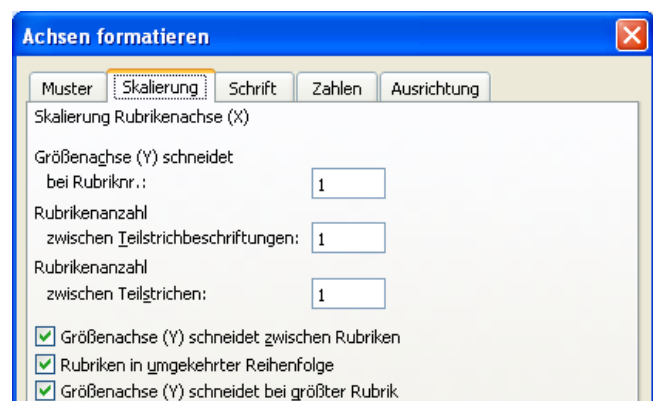 Achsen formatieren
Muster Skalierung Schrift Zahlen Ausrichtung
Skalierung Rubrikenachse (X)
Größenachse (Y) schneidet
bei Rubriknr.: 1
Rubrikenanzahl
zwischen Teilstrichbeschriftungen: 1
Rubrikenanzahl
zwischen Teilstrichen: 1
Größenachse (Y) schneidet zwischen Rubriken
Rubriken in umgekehrter Reihenfolge
Größenachse (Y) schneidet bei größter Rubrik